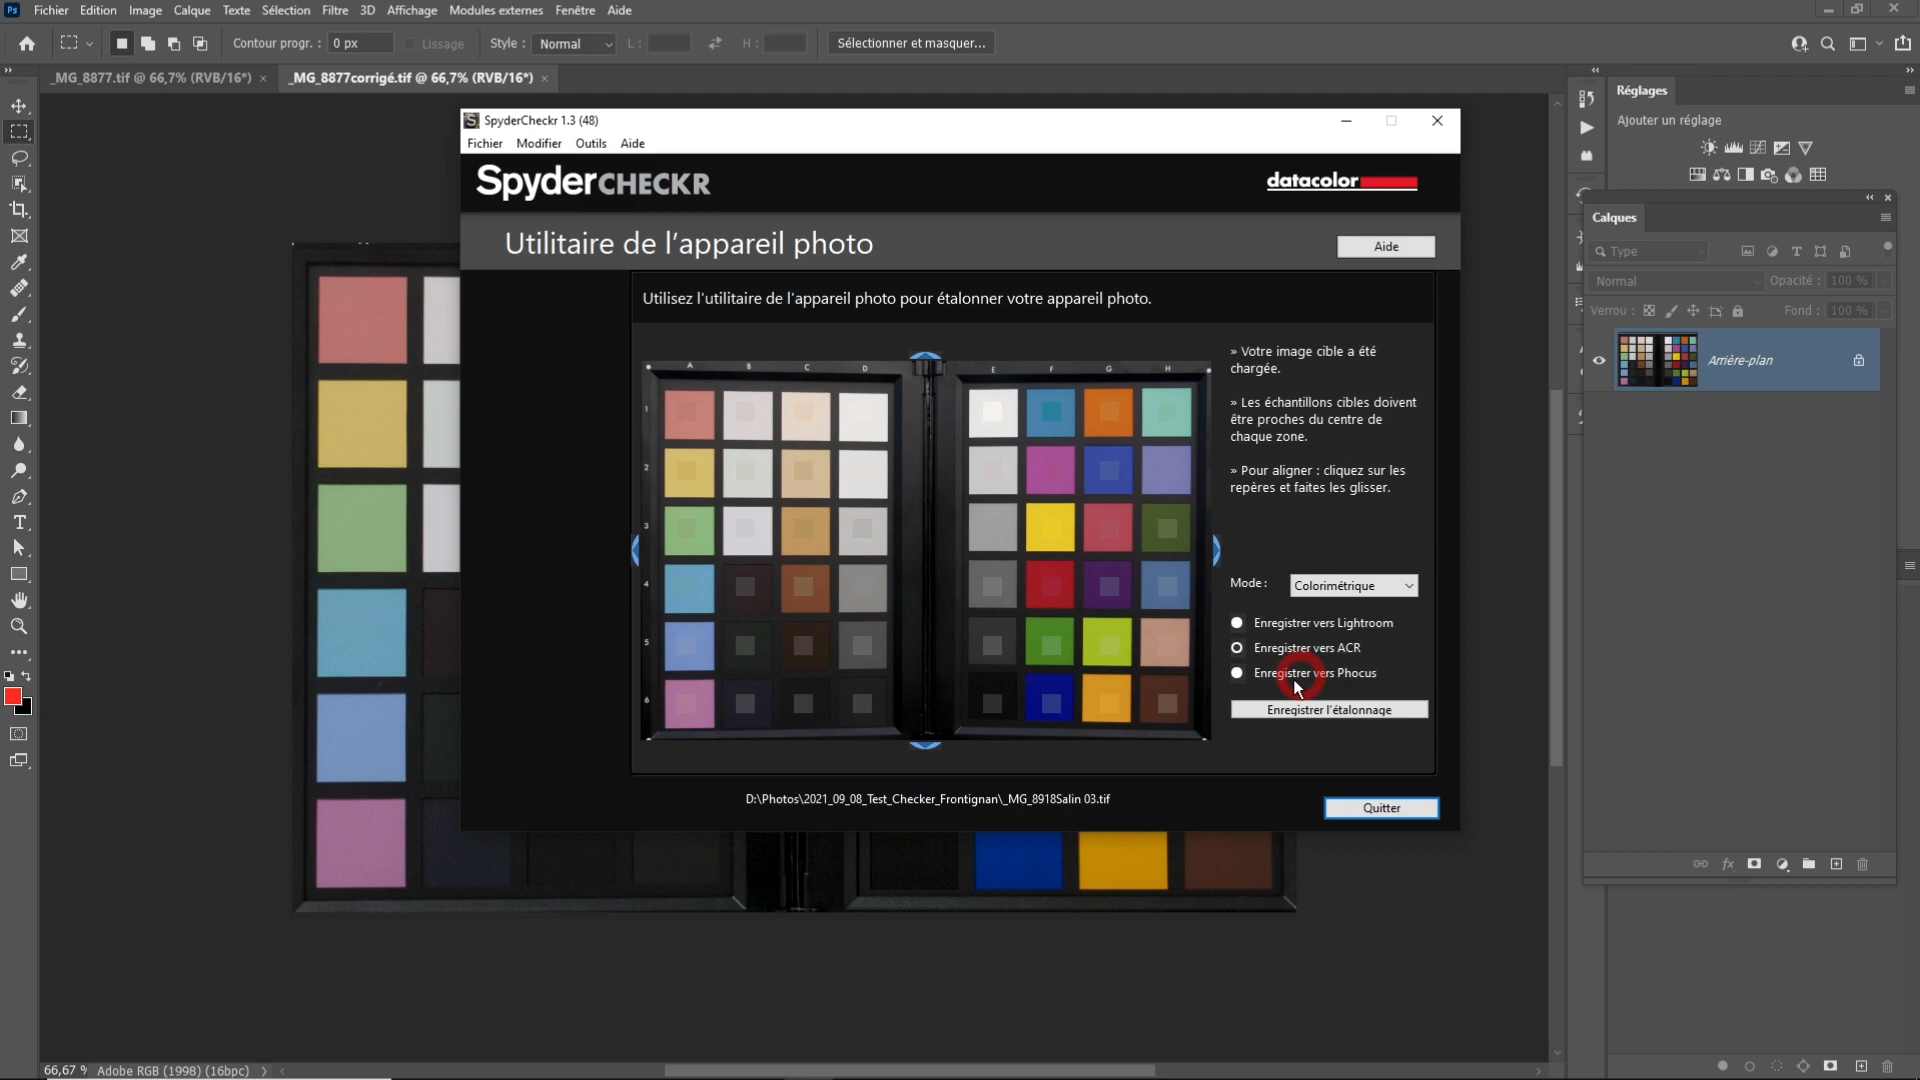 Ps Fichier Edition Image Calque Texte Sélection Filtre 3D Affichage Modules externes Fenêtre Aide
Contour progr. : 0 px Lissage Style : Normal L : H : Sélectionner et masquer...
_MG_8877.tif @ 66,7% (RVB/16*) × _MG_8877corrigé.tif @ 66,7% (RVB/16*) ×
Réglages
Ajouter un réglage
SpyderCheckr 1.3 (48)
Fichier Modifier Outils Aide
SpyderCHECKR
datacolor
Utilitaire de l'appareil photo
Aide
Utilisez l'utilitaire de l'appareil photo pour étalonner votre appareil photo.
A B C D E F G H
1
2
3
4
5
6
» Votre image cible a été
chargée.
» Les échantillons cibles doivent
être proches du centre de
chaque zone.
» Pour aligner : cliquez sur les
repères et faites les glisser.
Mode : Colorimétrique
Enregistrer vers Lightroom
Enregistrer vers ACR
Enregistrer vers Phocus
Enregistrer l'étalonnage
D:\Photos\2021_09_08_Test_Checker_Frontignan\_MG_8918Salin 03.tif
Quitter
Calques
Type
Normal Opacité : 100 %
Verrou : Fond : 100 %
Arrière-plan
fx
66,67 % Adobe RGB (1998) (16bpc)